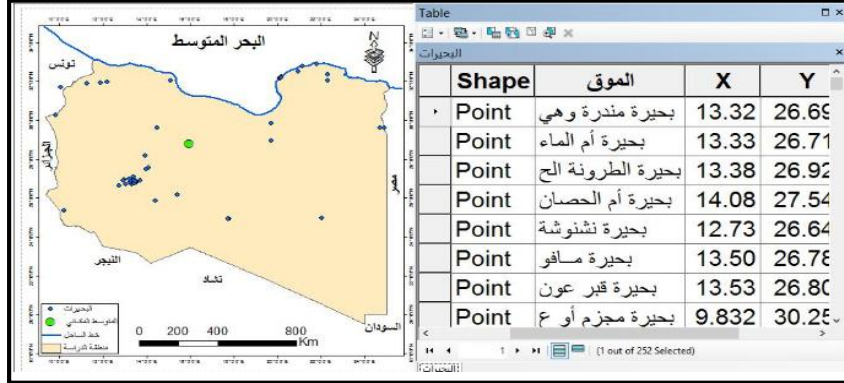 البحر المتوسط
N
تونس
الجزائر
مصر
النيجر
تشاد
السودان
البحيرات
المتوسط المكاني
خط الساحل
منطقة الدراسة
0 200 400 800
Km
Table
البحيرات
Shape الموق X Y
Point بحيرة مندرة وهي 13.32 26.69
Point بحيرة أم الماء 13.33 26.71
Point بحيرة الطرونة الح 13.38 26.92
Point بحيرة أم الحصان 14.08 27.54
Point بحيرة نشنوشة 12.73 26.64
Point بحيرة مـافو 13.50 26.78
Point بحيرة قبر عون 13.53 26.80
Point بحيرة مجزم أو ع 9.832 30.25
1 (1 out of 252 Selected)
البحيرات